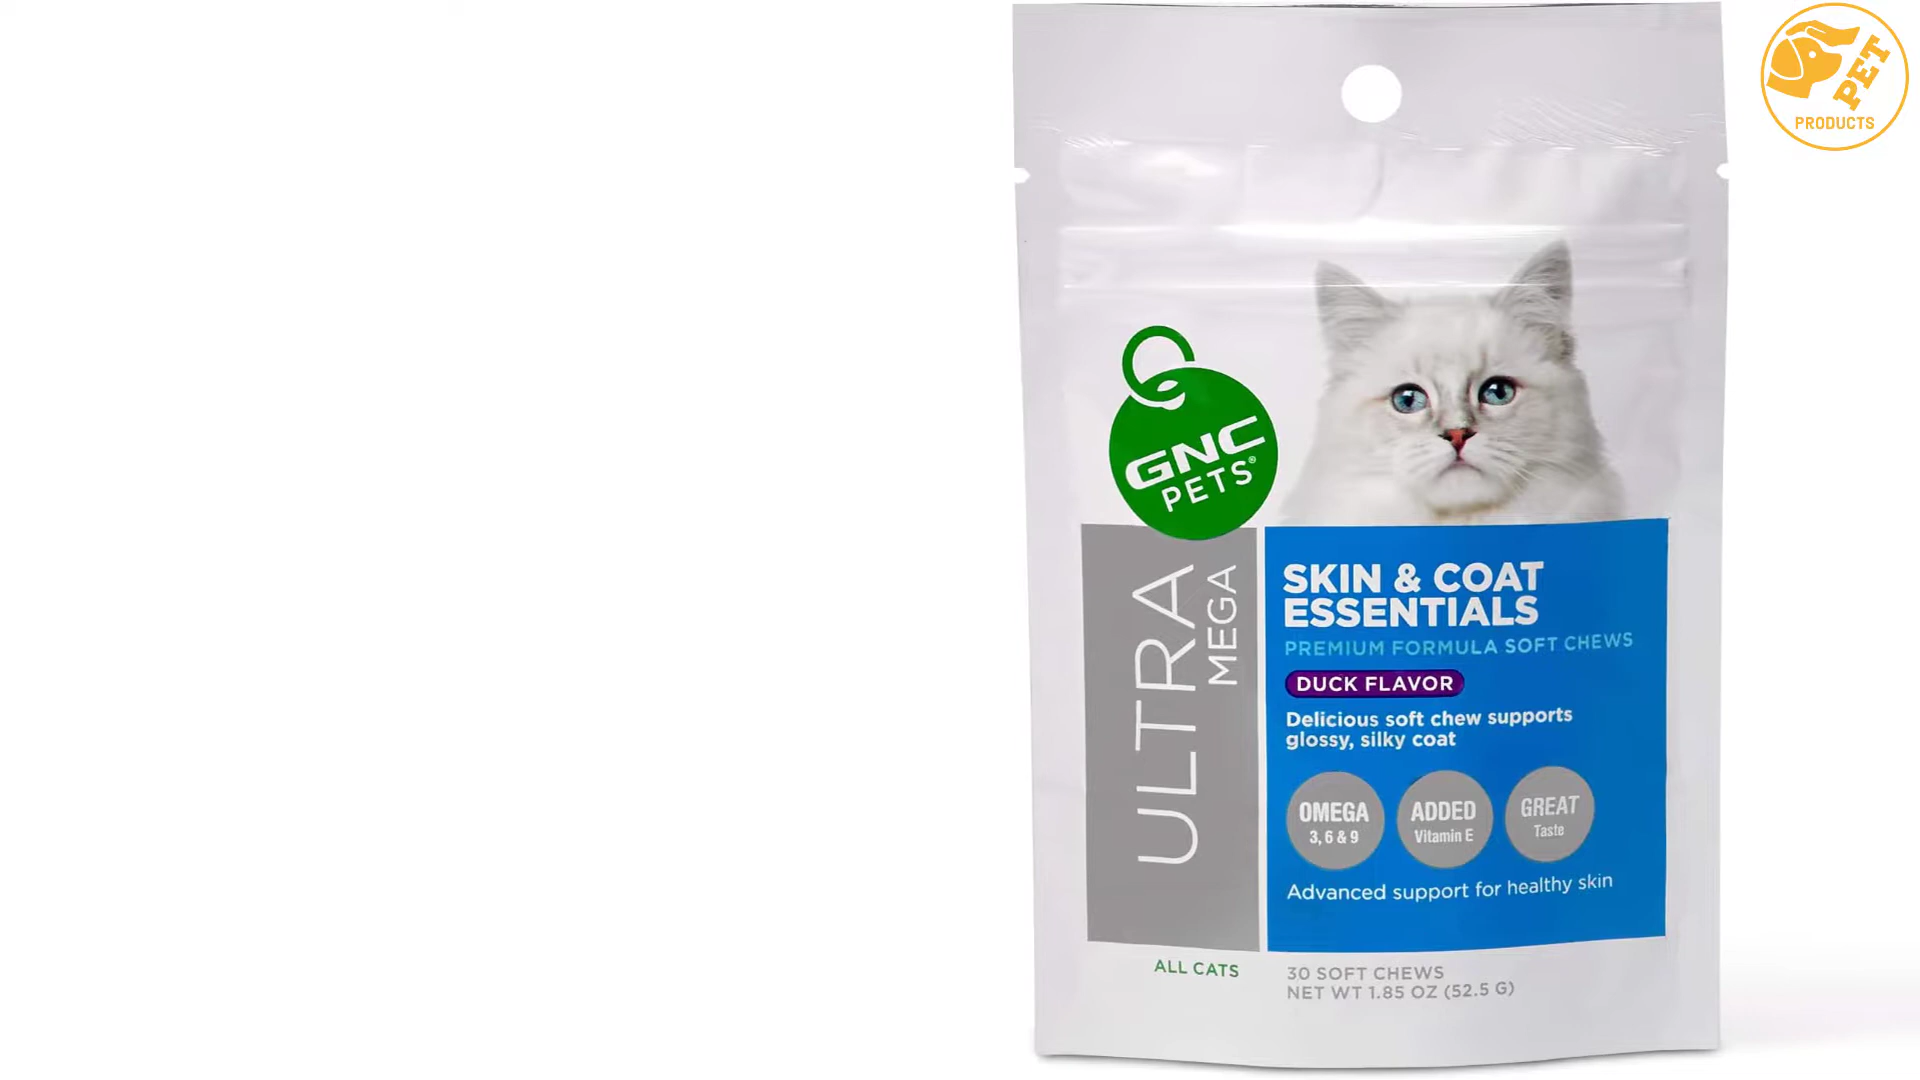 PET
PRODUCTS
GNC
PETS®
ULTRA
MEGA
SKIN & COAT
ESSENTIALS
PREMIUM FORMULA SOFT CHEWS
DUCK FLAVOR
Delicious soft chew supports
glossy, silky coat
OMEGA
3, 6 & 9
ADDED
Vitamin E
GREAT
Taste
Advanced support for healthy skin
ALL CATS
30 SOFT CHEWS
NET WT 1.85 OZ (52.5 G)